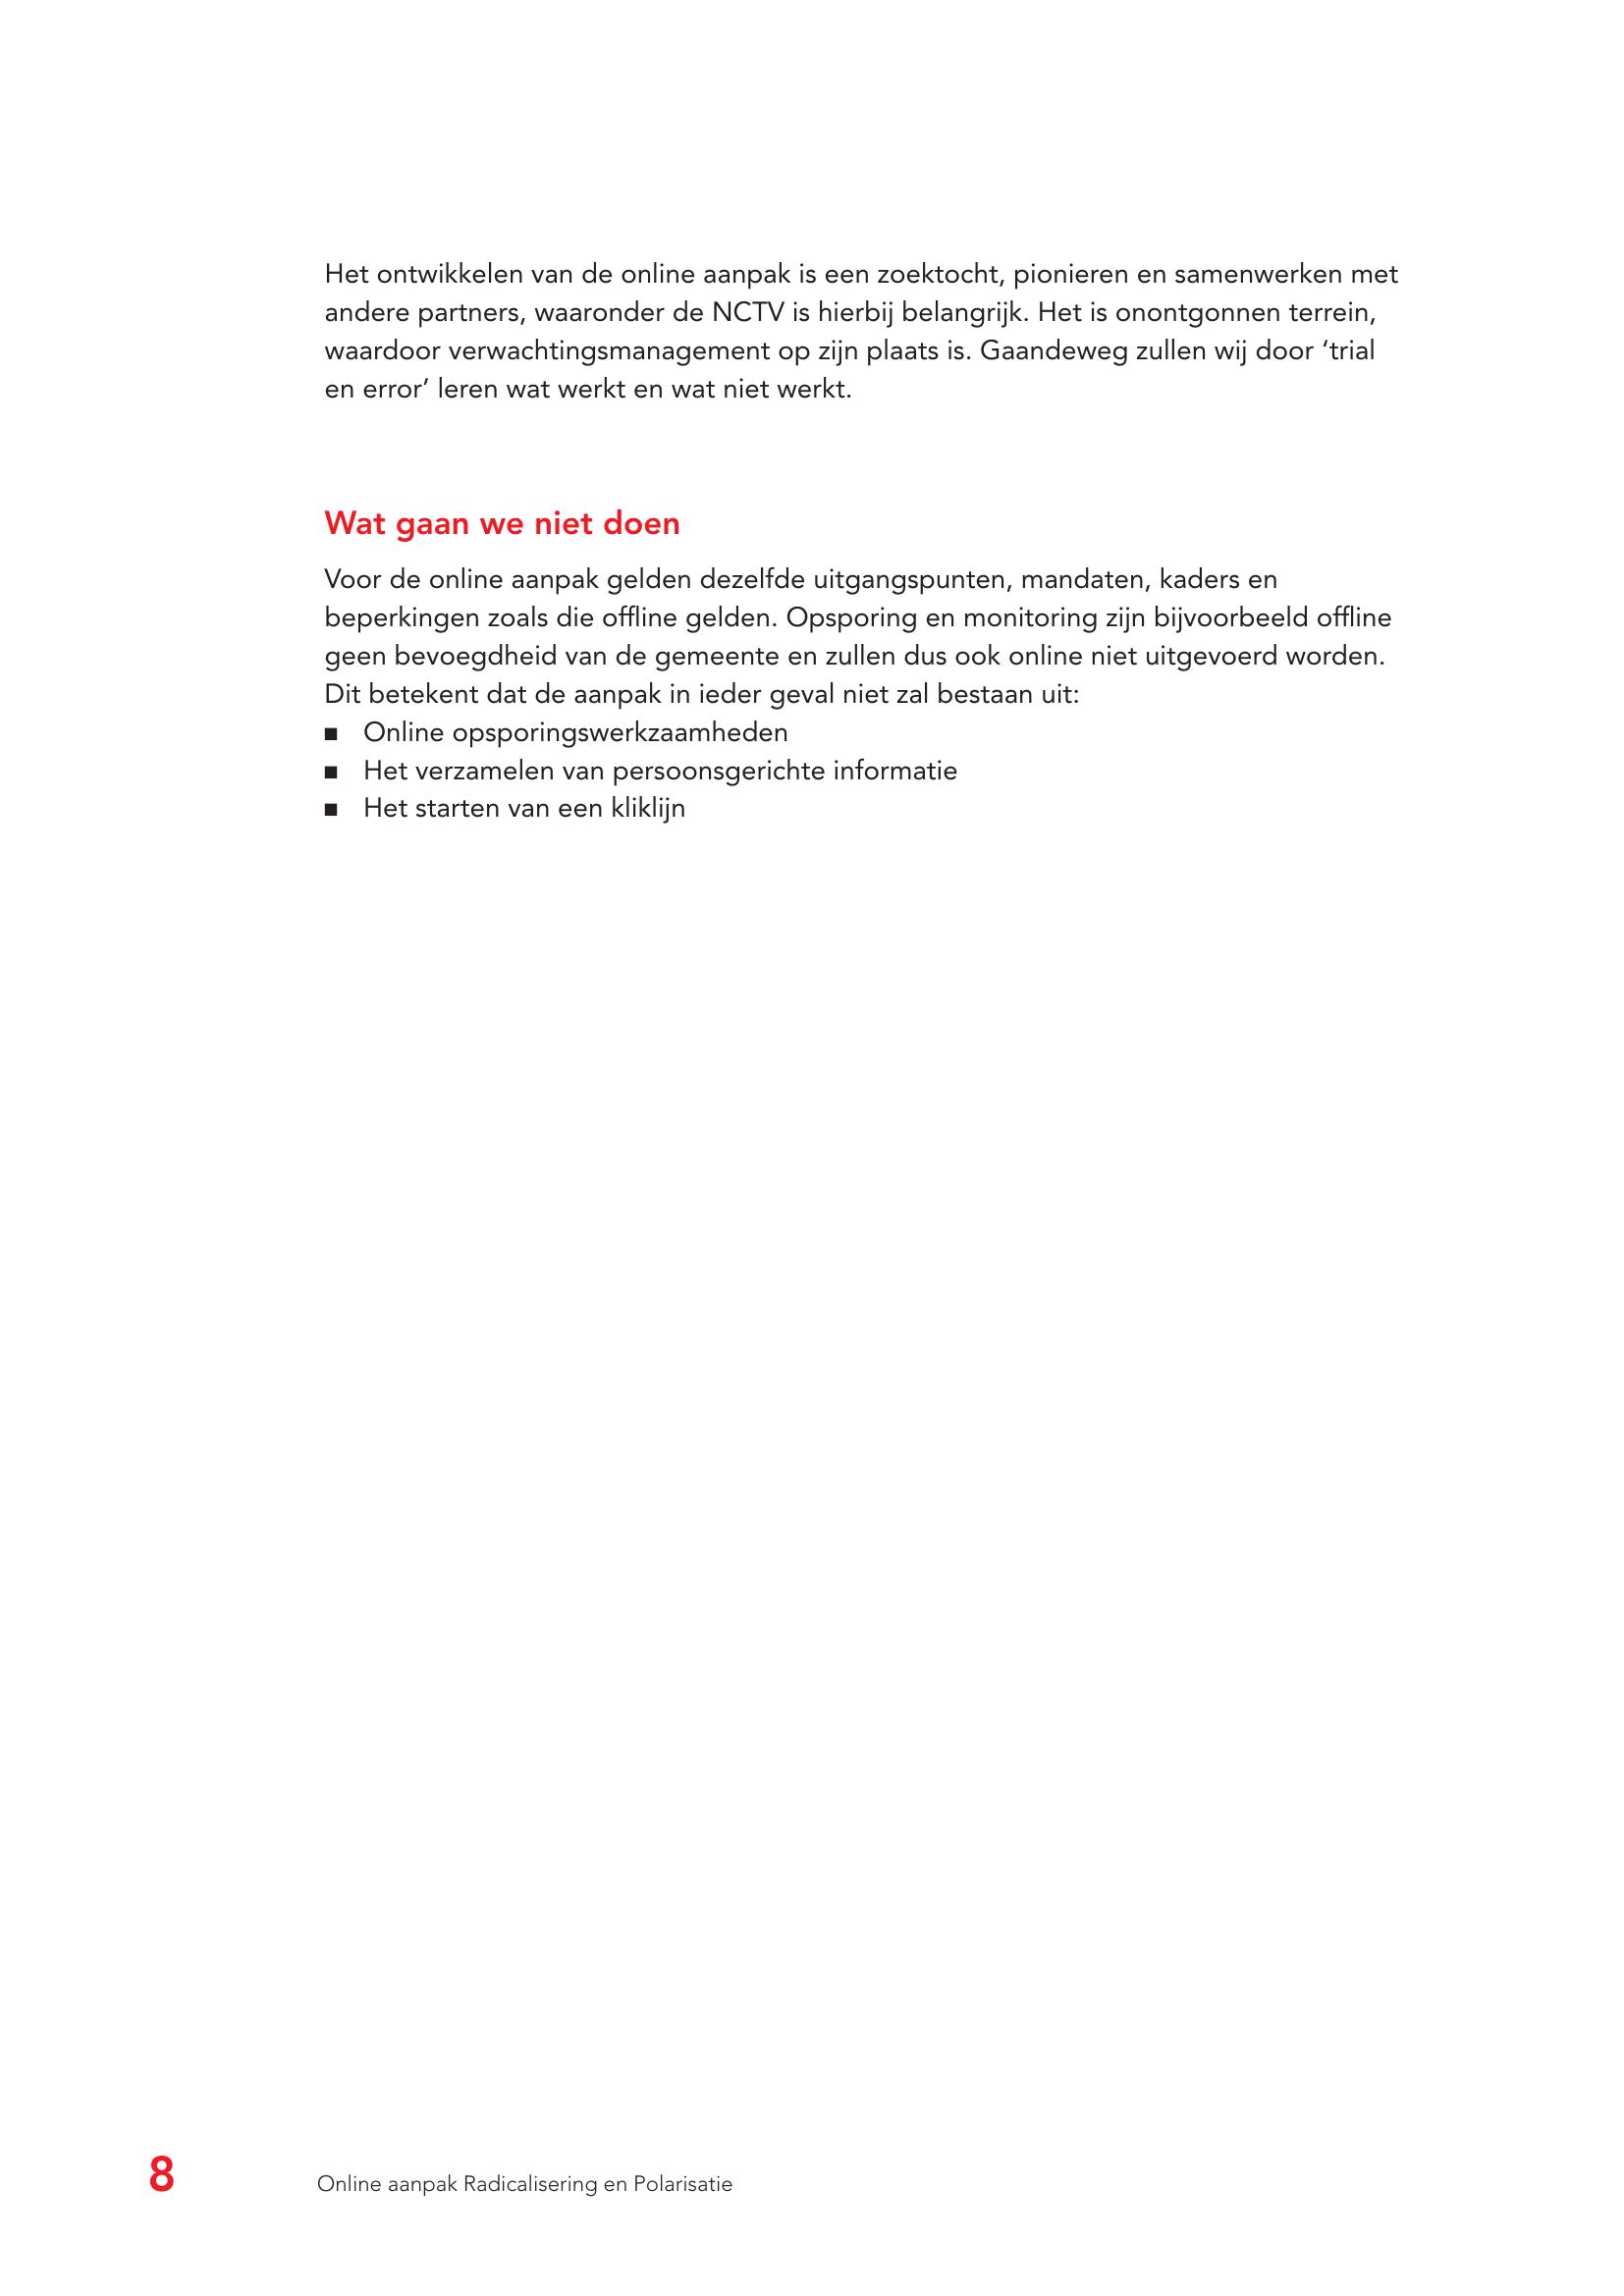 Het ontwikkelen van de online aanpak is een zoektocht, pionieren en samenwerken met
andere partners, waaronder de NCTV is hierbij belangrijk. Het is onontgonnen terrein,
waardoor verwachtingsmanagement op zijn plaats is. Gaandeweg zullen wij door ‘trial
en error’ leren wat werkt en wat niet werkt.
Wat gaan we niet doen
Voor de online aanpak gelden dezelfde uitgangspunten, mandaten, kaders en
beperkingen zoals die offline gelden. Opsporing en monitoring zijn bijvoorbeeld offline
geen bevoegdheid van de gemeente en zullen dus ook online niet uitgevoerd worden.
Dit betekent dat de aanpak in ieder geval niet zal bestaan uit:
■ Online opsporingswerkzaamheden
■ Het verzamelen van persoonsgerichte informatie
■ Het starten van een kliklijn
8 Online aanpak Radicalisering en Polarisatie